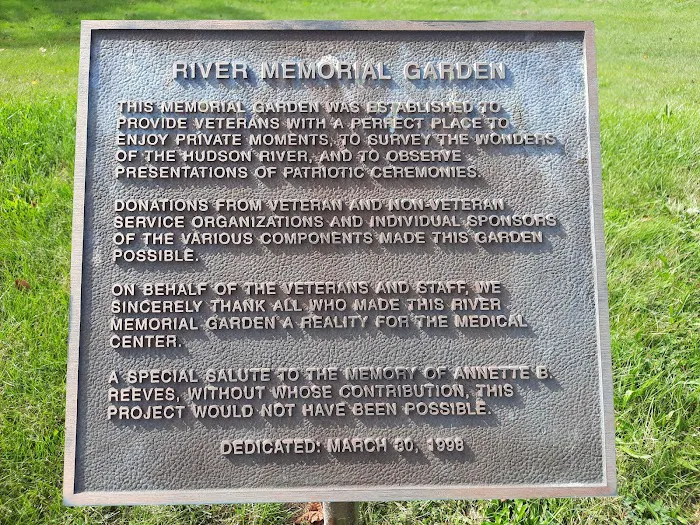 RIVER MEMORIAL GARDEN
THIS MEMORIAL GARDEN WAS ESTABLISHED TO
PROVIDE VETERANS WITH A PERFECT PLACE TO
ENJOY PRIVATE MOMENTS, TO SURVEY THE WONDERS
OF THE HUDSON RIVER, AND TO OBSERVE
PRESENTATIONS OF PATRIOTIC CEREMONIES.
DONATIONS FROM VETERAN AND NON-VETERAN
SERVICE ORGANIZATIONS AND INDIVIDUAL SPONSORS
OF THE VARIOUS COMPONENTS MADE THIS GARDEN
POSSIBLE.
ON BEHALF OF THE VETERANS AND STAFF, WE
SINCERELY THANK ALL WHO MADE THIS RIVER
MEMORIAL GARDEN A REALITY FOR THE MEDICAL
CENTER.
A SPECIAL SALUTE TO THE MEMORY OF ANNETTE B.
REEVES, WITHOUT WHOSE CONTRIBUTION, THIS
PROJECT WOULD NOT HAVE BEEN POSSIBLE.
DEDICATED: MARCH 30, 1998